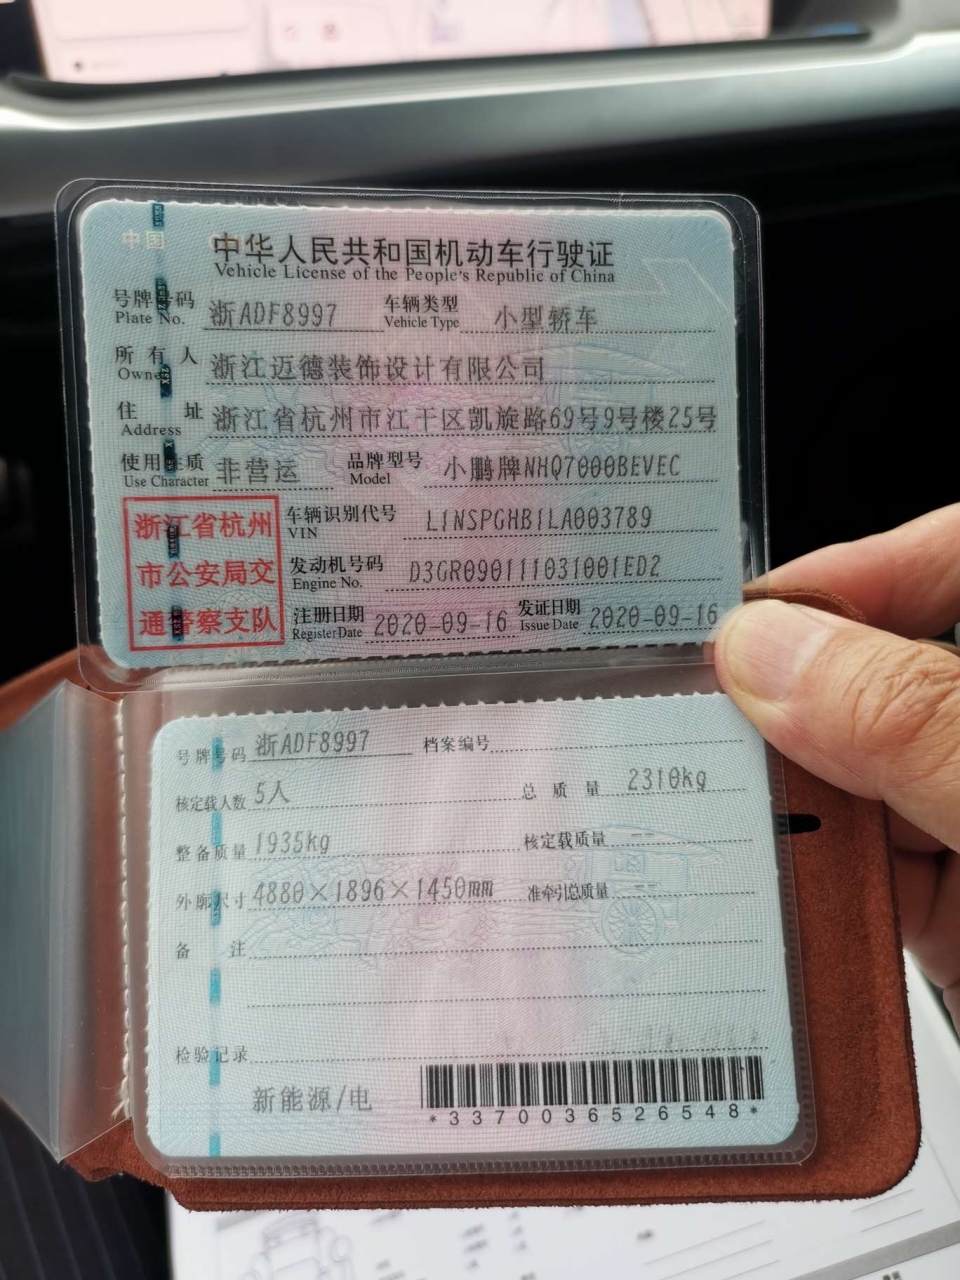 中国
中华人民共和国机动车行驶证
Vehicle License of the People's Republic of China
号牌号码 浙ADF8997 车辆类型 小型轿车
Plate No. Vehicle Type
所有人 浙江迈德装饰设计有限公司
Owner
住址 浙江省杭州市江干区凯旋路69号9号楼25号
Address
使用性质 非营运 品牌型号 小鹏牌NHQ7000BEVEC
Use Character Model
浙江省杭州
市公安局交
通警察支队
车辆识别代号 L1NSPGHB1LA003789
VIN
发动机号码 D3GR090111031001ED2
Engine No.
注册日期 2020-09-16 发证日期 2020-09-16
Register Date Issue Date
号牌号码 浙ADF8997 档案编号
核定载人数 5人 总质量 2310kg
整备质量 1935kg 核定载质量 --
外廓尺寸 4880×1896×1450mm 准牵引总质量 --
备注
检验记录
新能源/电
*3370036526548*